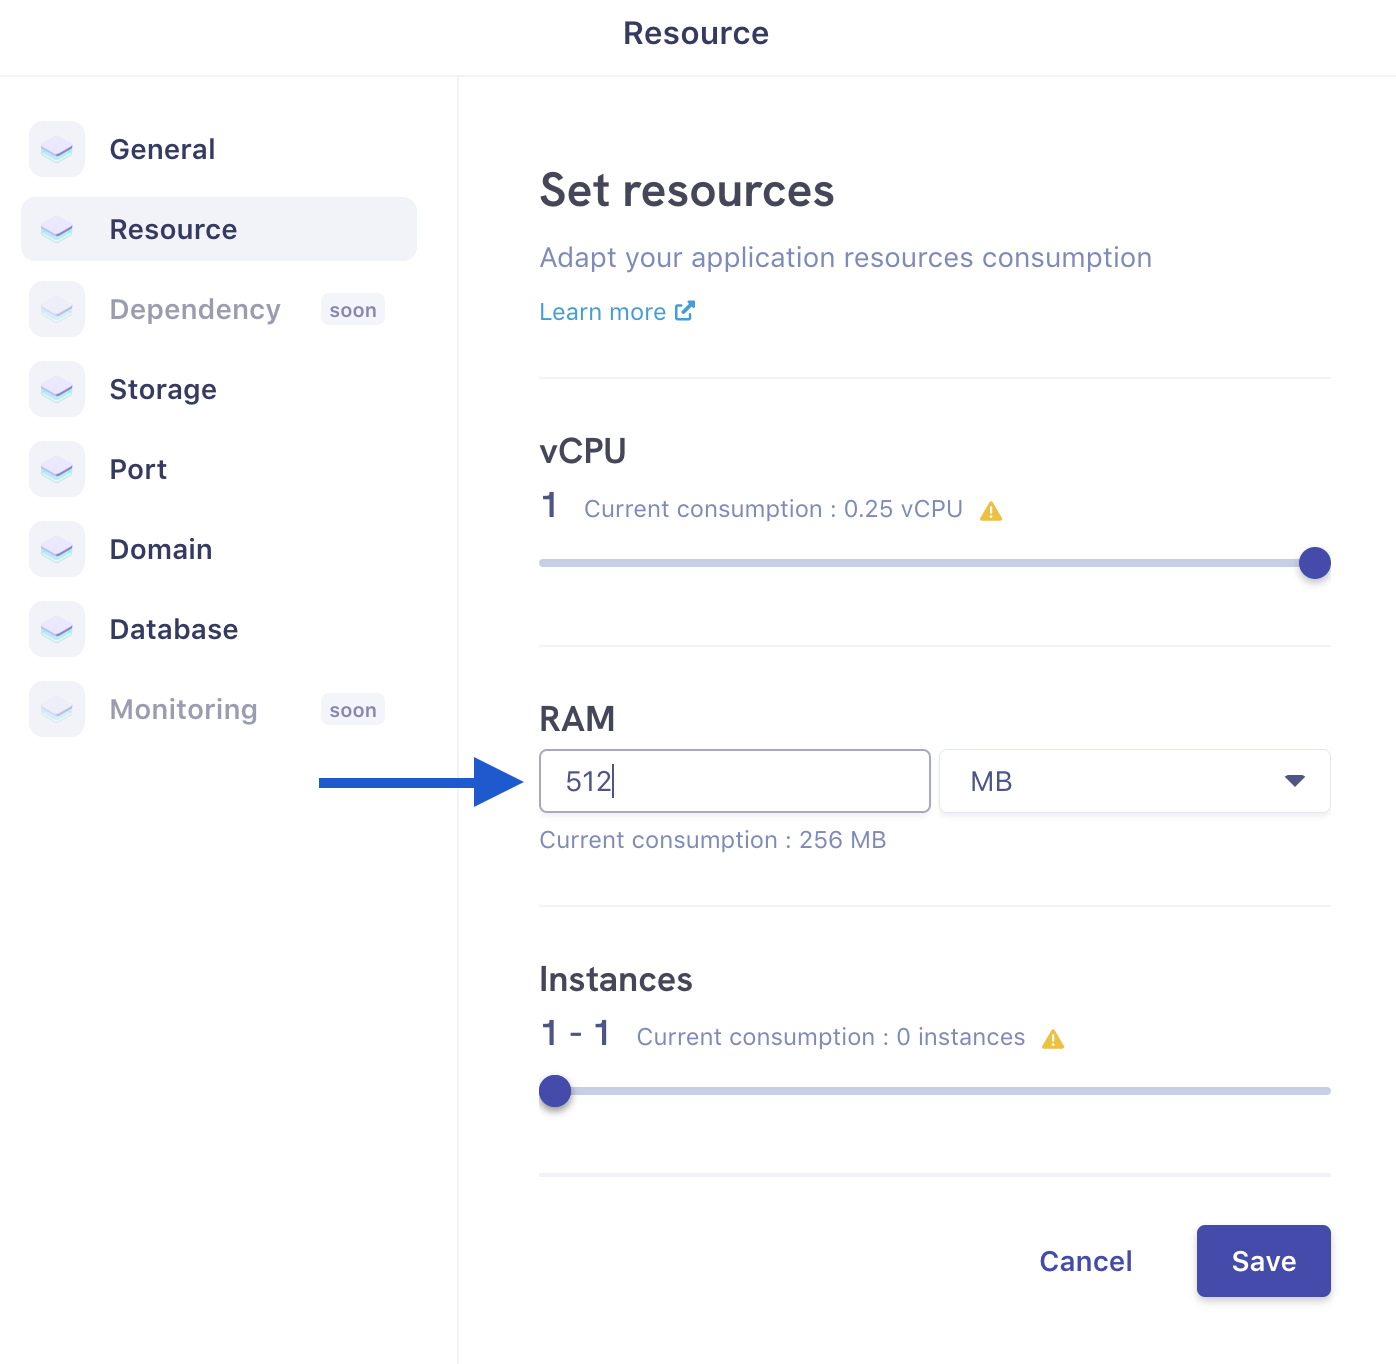 Resource
General
Resource
Dependency soon
Storage
Port
Domain
Database
Monitoring soon
Set resources
Adapt your application resources consumption
Learn more
vCPU
1 Current consumption : 0.25 vCPU
RAM
512 MB
Current consumption : 256 MB
Instances
1 - 1 Current consumption : 0 instances
Cancel Save